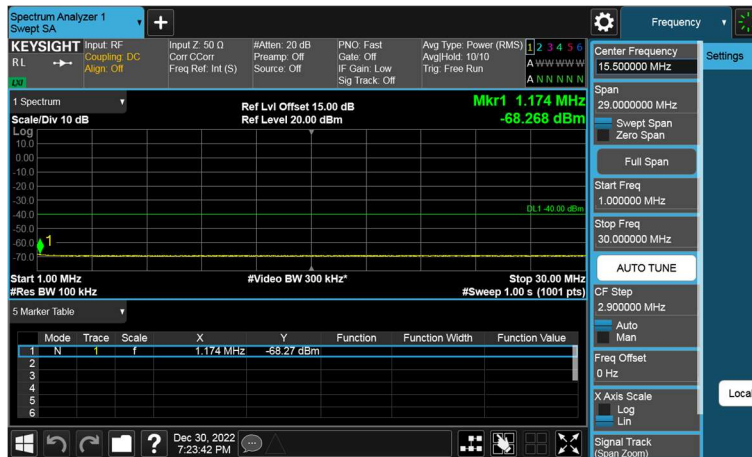 Spectrum Analyzer 1
Swept SA
Frequency
KEYSIGHT
RL
LXI
Input: RF
Coupling: DC
Align: Off
Input Z: 50 Ω
Corr CCorr
Freq Ref: Int (S)
#Atten: 20 dB
Preamp: Off
Source: Off
PNO: Fast
Gate: Off
IF Gain: Low
Sig Track: Off
Avg Type: Power (RMS)
Avg|Hold: 10/10
Trig: Free Run
1 2 3 4 5 6
A W W W W W
A N N N N N
1 Spectrum
Scale/Div 10 dB
Ref Lvl Offset 15.00 dB
Ref Level 20.00 dBm
Mkr1 1.174 MHz
-68.268 dBm
Log
10.0
0.00
-10.0
-20.0
-30.0
-40.0
-50.0
-60.0
-70.0
DL1 -40.00 dBm
1
Start 1.00 MHz
#Res BW 100 kHz
#Video BW 300 kHz*
Stop 30.00 MHz
#Sweep 1.00 s (1001 pts)
5 Marker Table
Mode Trace Scale X Y Function Function Width Function Value
1 N 1 f 1.174 MHz -68.27 dBm
2
3
4
5
6
?
Dec 30, 2022
7:23:42 PM
Center Frequency
15.500000 MHz
Span
29.0000000 MHz
Swept Span
Zero Span
Full Span
Start Freq
1.000000 MHz
Stop Freq
30.000000 MHz
AUTO TUNE
CF Step
2.900000 MHz
Auto
Man
Freq Offset
0 Hz
X Axis Scale
Log
Lin
Signal Track
(Span Zoom)
Settings
Local